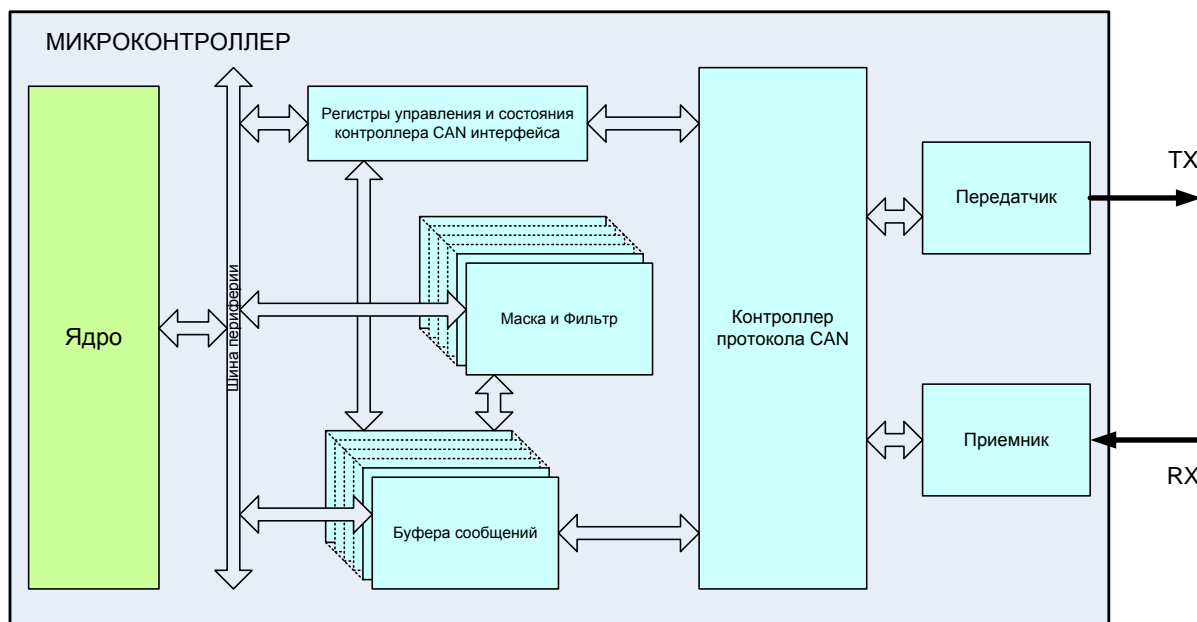 МИКРОКОНТРОЛЛЕР
Регистры управления и состояния
контроллера CAN интерфейса
TX
Передатчик
Шина периферии
Маска и Фильтр
Ядро
Контроллер
протокола CAN
Приемник
RX
Буфера сообщений